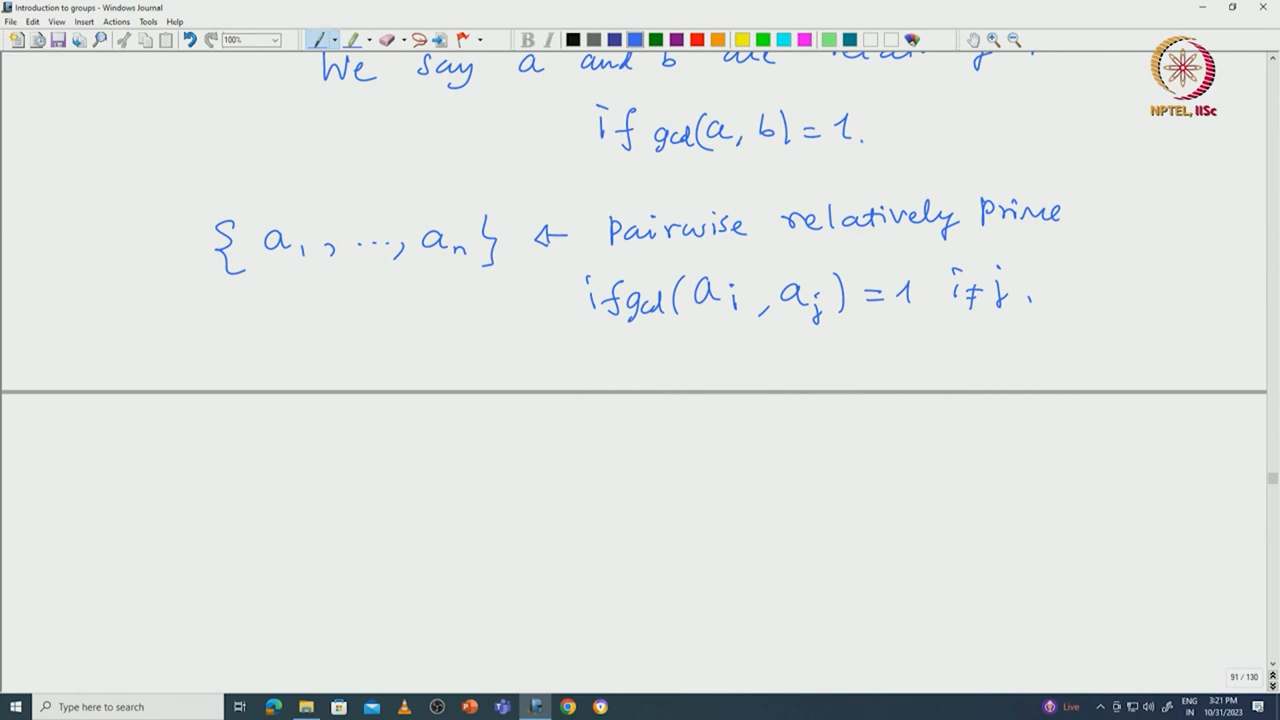 Introduction to groups - Windows Journal
File Edit View Insert Actions Tools Help
100% B I
NPTEL, IISc
We say a and b are
if gcd(a, b) = 1.
{ a₁, ..., aₙ } ← pairwise relatively prime
if gcd(aᵢ, aⱼ) = 1 i≠j.
91 / 130
Type here to search
Live
ENG 3:21 PM
IN 10/31/2023